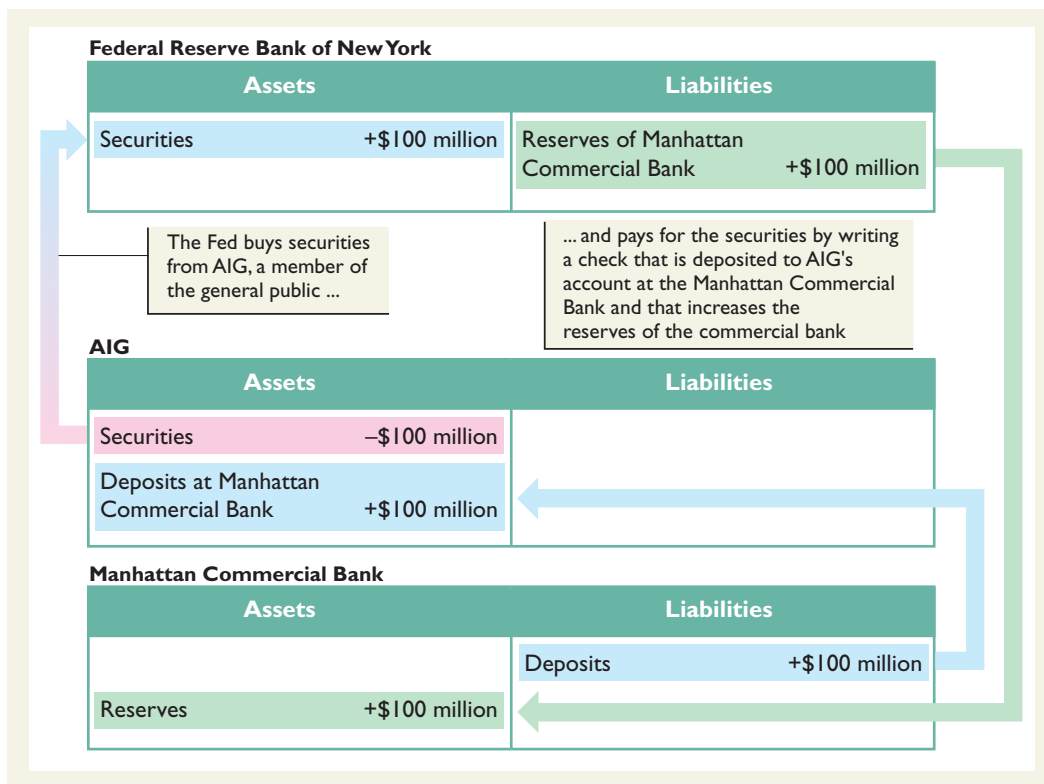 Federal Reserve Bank of New York
Assets Liabilities
Securities +$100 million
Reserves of Manhattan
Commercial Bank +$100 million
The Fed buys securities
from AIG, a member of
the general public ...
... and pays for the securities by writing
a check that is deposited to AIG's
account at the Manhattan Commercial
Bank and that increases the
reserves of the commercial bank
AIG
Assets Liabilities
Securities –$100 million
Deposits at Manhattan
Commercial Bank +$100 million
Manhattan Commercial Bank
Assets Liabilities
Deposits +$100 million
Reserves +$100 million